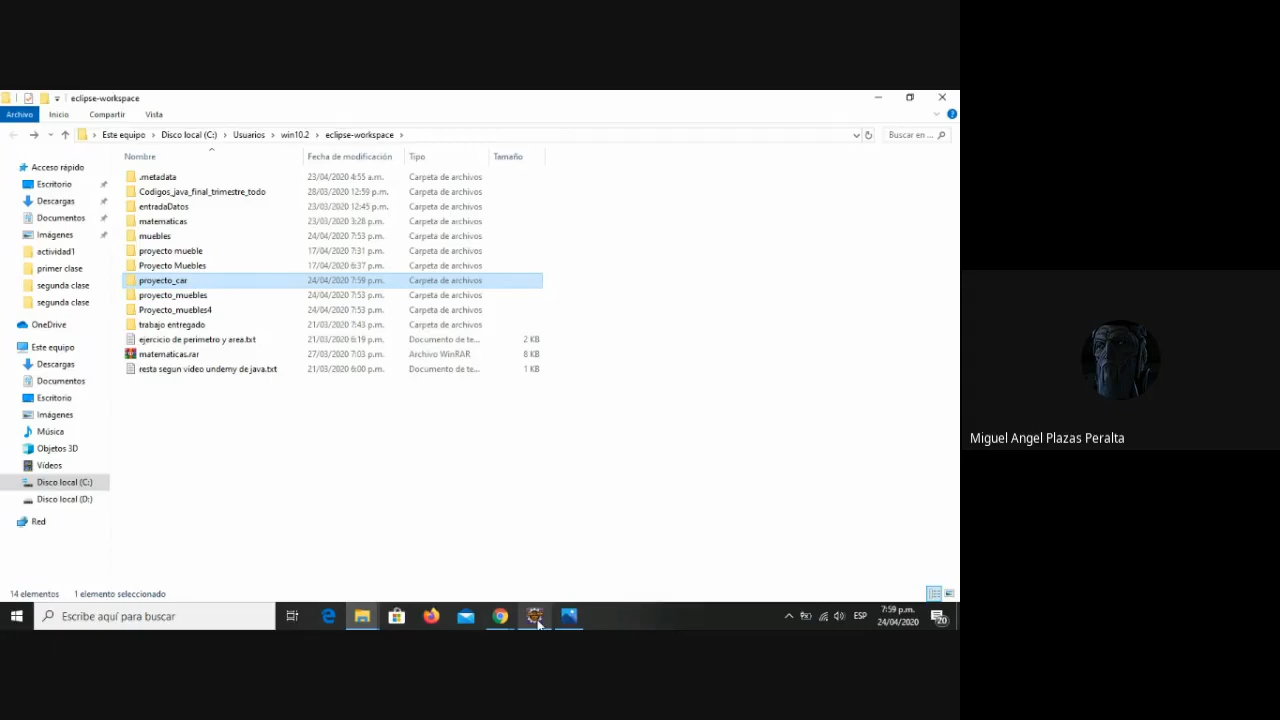 eclipse-workspace
Archivo Inicio Compartir Vista
Este equipo > Disco local (C:) > Usuarios > win10.2 > eclipse-workspace >
Buscar en ...
Nombre Fecha de modificación Tipo Tamaño
.metadata 23/04/2020 4:55 a.m. Carpeta de archivos
Codigos_java_final_trimestre_todo 28/03/2020 12:59 p.m. Carpeta de archivos
entradaDatos 23/03/2020 12:45 p.m. Carpeta de archivos
matematicas 23/03/2020 3:28 p.m. Carpeta de archivos
muebles 24/04/2020 7:53 p.m. Carpeta de archivos
proyecto mueble 17/04/2020 7:31 p.m. Carpeta de archivos
Proyecto Muebles 17/04/2020 6:37 p.m. Carpeta de archivos
proyecto_car 24/04/2020 7:59 p.m. Carpeta de archivos
proyecto_muebles 24/04/2020 7:53 p.m. Carpeta de archivos
Proyecto_muebles4 24/04/2020 7:53 p.m. Carpeta de archivos
trabajo entregado 21/03/2020 7:43 p.m. Carpeta de archivos
ejercicio de perimetro y area.txt 21/03/2020 6:19 p.m. Documento de te... 2 KB
matematicas.rar 27/03/2020 7:03 p.m. Archivo WinRAR 8 KB
resta segun video undemy de java.txt 21/03/2020 6:00 p.m. Documento de te... 1 KB
Acceso rápido
Escritorio
Descargas
Documentos
Imágenes
actividad1
primer clase
segunda clase
segunda clase
OneDrive
Este equipo
Descargas
Documentos
Escritorio
Imágenes
Música
Objetos 3D
Vídeos
Disco local (C:)
Disco local (D:)
Red
14 elementos 1 elemento seleccionado
Escribe aquí para buscar
ESP
7:59 p.m.
24/04/2020
20
Miguel Angel Plazas Peralta